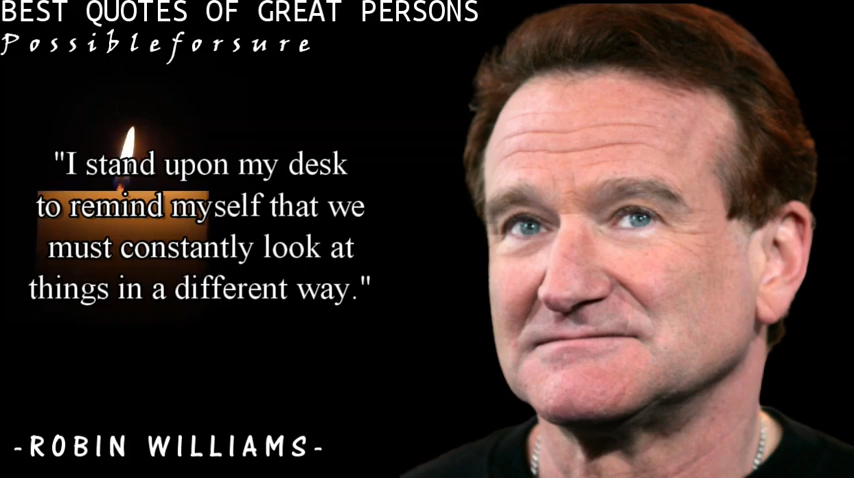 BEST QUOTES OF GREAT PERSONS
Possibleforsure
"I stand upon my desk
to remind myself that we
must constantly look at
things in a different way."
-ROBIN WILLIAMS-